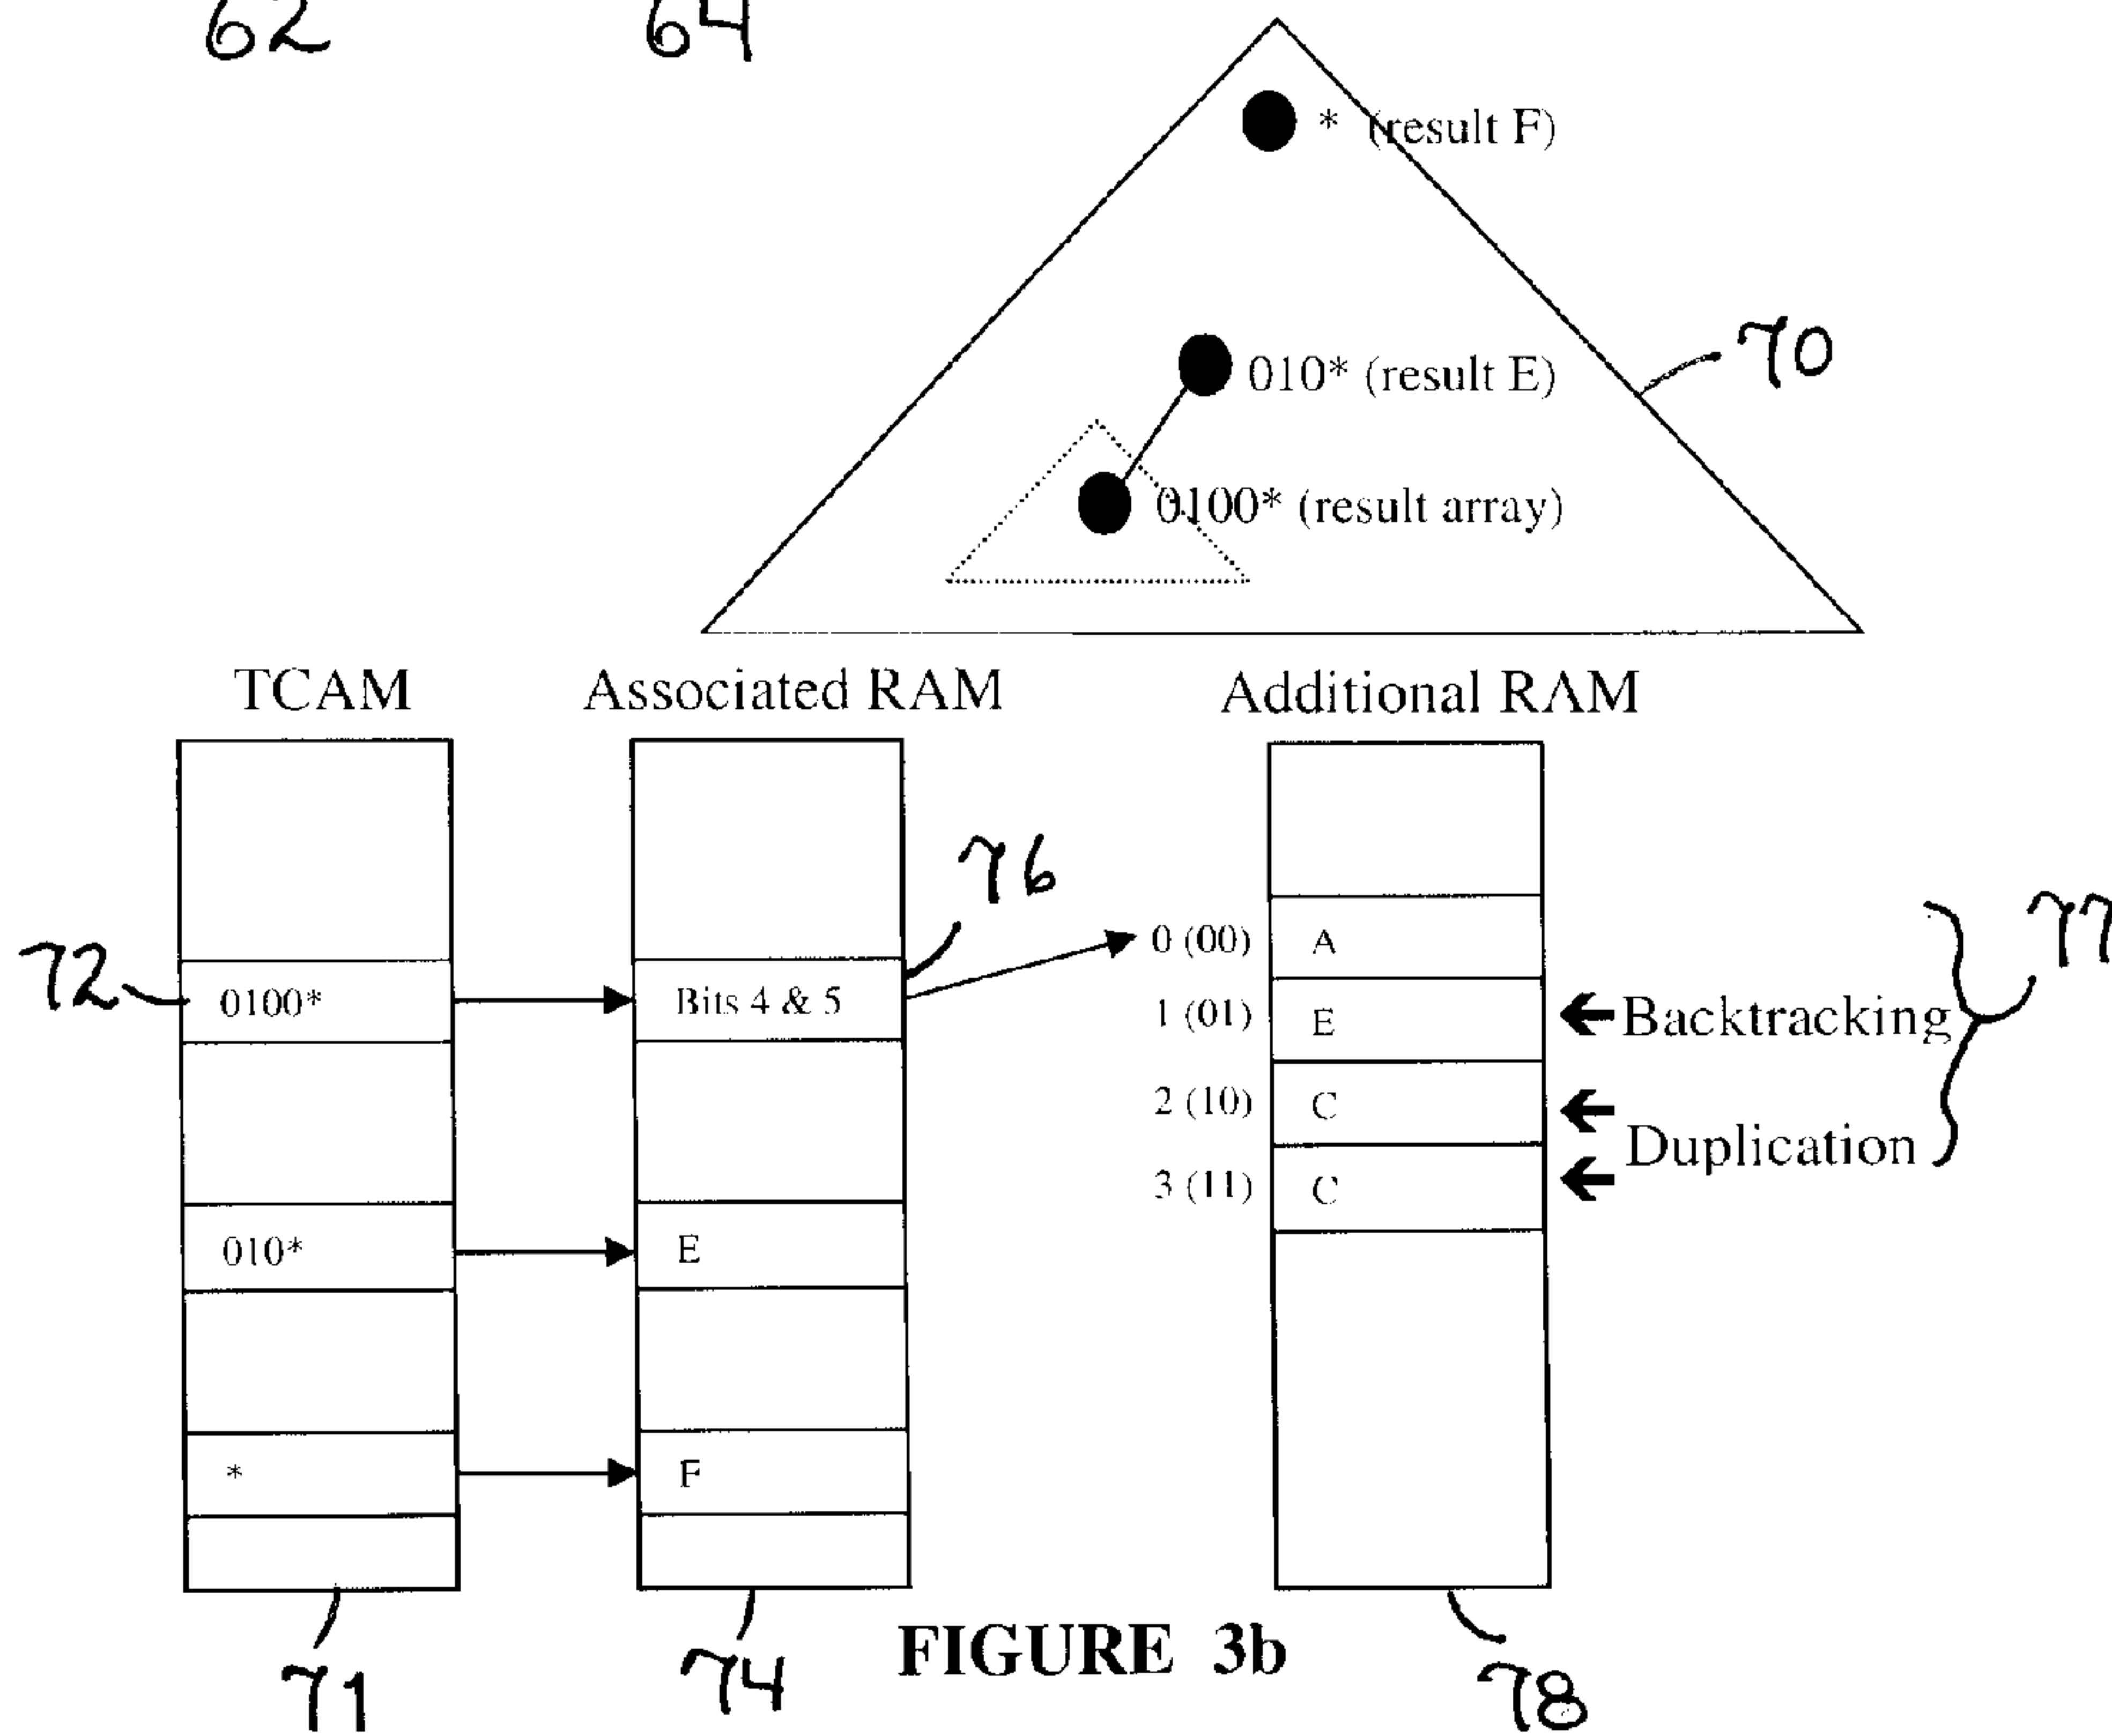 62 64
* (result F)
70
010* (result E)
0100* (result array)
TCAM Associated RAM Additional RAM
76
77
0 (00) A
72 0100* Bits 4 & 5
1 (01) E Backtracking
2 (10) C
Duplication
3 (11) C
010* E
* F
FIGURE 3b
71 74 78